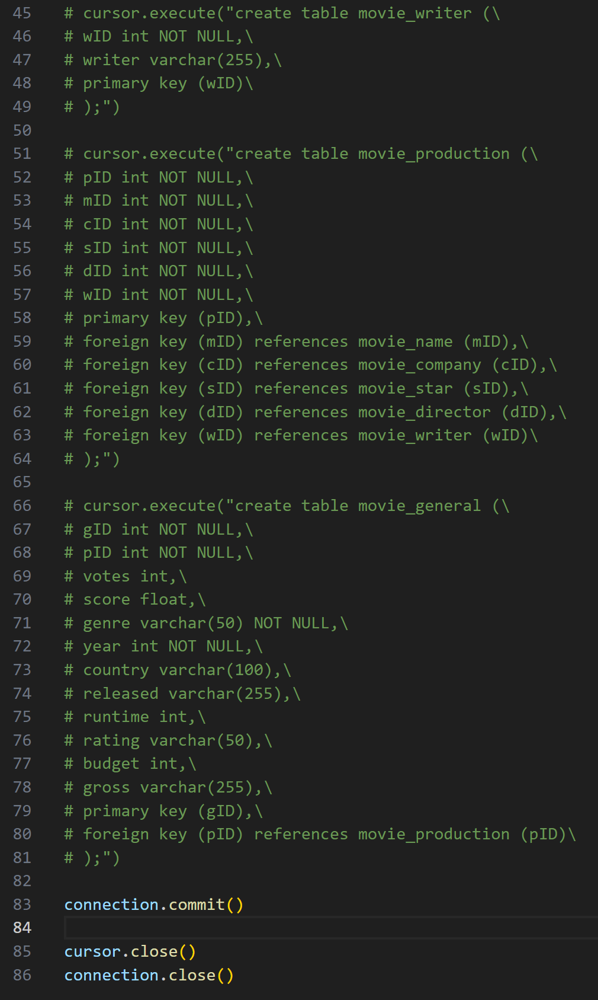 45 # cursor.execute("create table movie_writer (\
46 # wID int NOT NULL,\
47 # writer varchar(255),\
48 # primary key (wID)\
49 # );")
50
51 # cursor.execute("create table movie_production (\
52 # pID int NOT NULL,\
53 # mID int NOT NULL,\
54 # cID int NOT NULL,\
55 # sID int NOT NULL,\
56 # dID int NOT NULL,\
57 # wID int NOT NULL,\
58 # primary key (pID),\
59 # foreign key (mID) references movie_name (mID),\
60 # foreign key (cID) references movie_company (cID),\
61 # foreign key (sID) references movie_star (sID),\
62 # foreign key (dID) references movie_director (dID),\
63 # foreign key (wID) references movie_writer (wID)\
64 # );")
65
66 # cursor.execute("create table movie_general (\
67 # gID int NOT NULL,\
68 # pID int NOT NULL,\
69 # votes int,\
70 # score float,\
71 # genre varchar(50) NOT NULL,\
72 # year int NOT NULL,\
73 # country varchar(100),\
74 # released varchar(255),\
75 # runtime int,\
76 # rating varchar(50),\
77 # budget int,\
78 # gross varchar(255),\
79 # primary key (gID),\
80 # foreign key (pID) references movie_production (pID)\
81 # );")
82
83 connection.commit()
84
85 cursor.close()
86 connection.close()